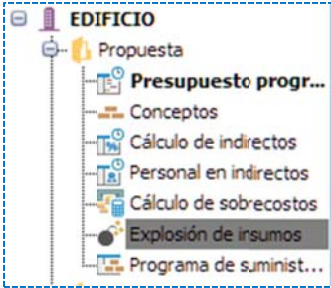 EDIFICIO
Propuesta
Presupuesto progr...
Conceptos
Cálculo de indirectos
Personal en indirectos
Cálculo de sobrecostos
Explosión de insumos
Programa de suminist...